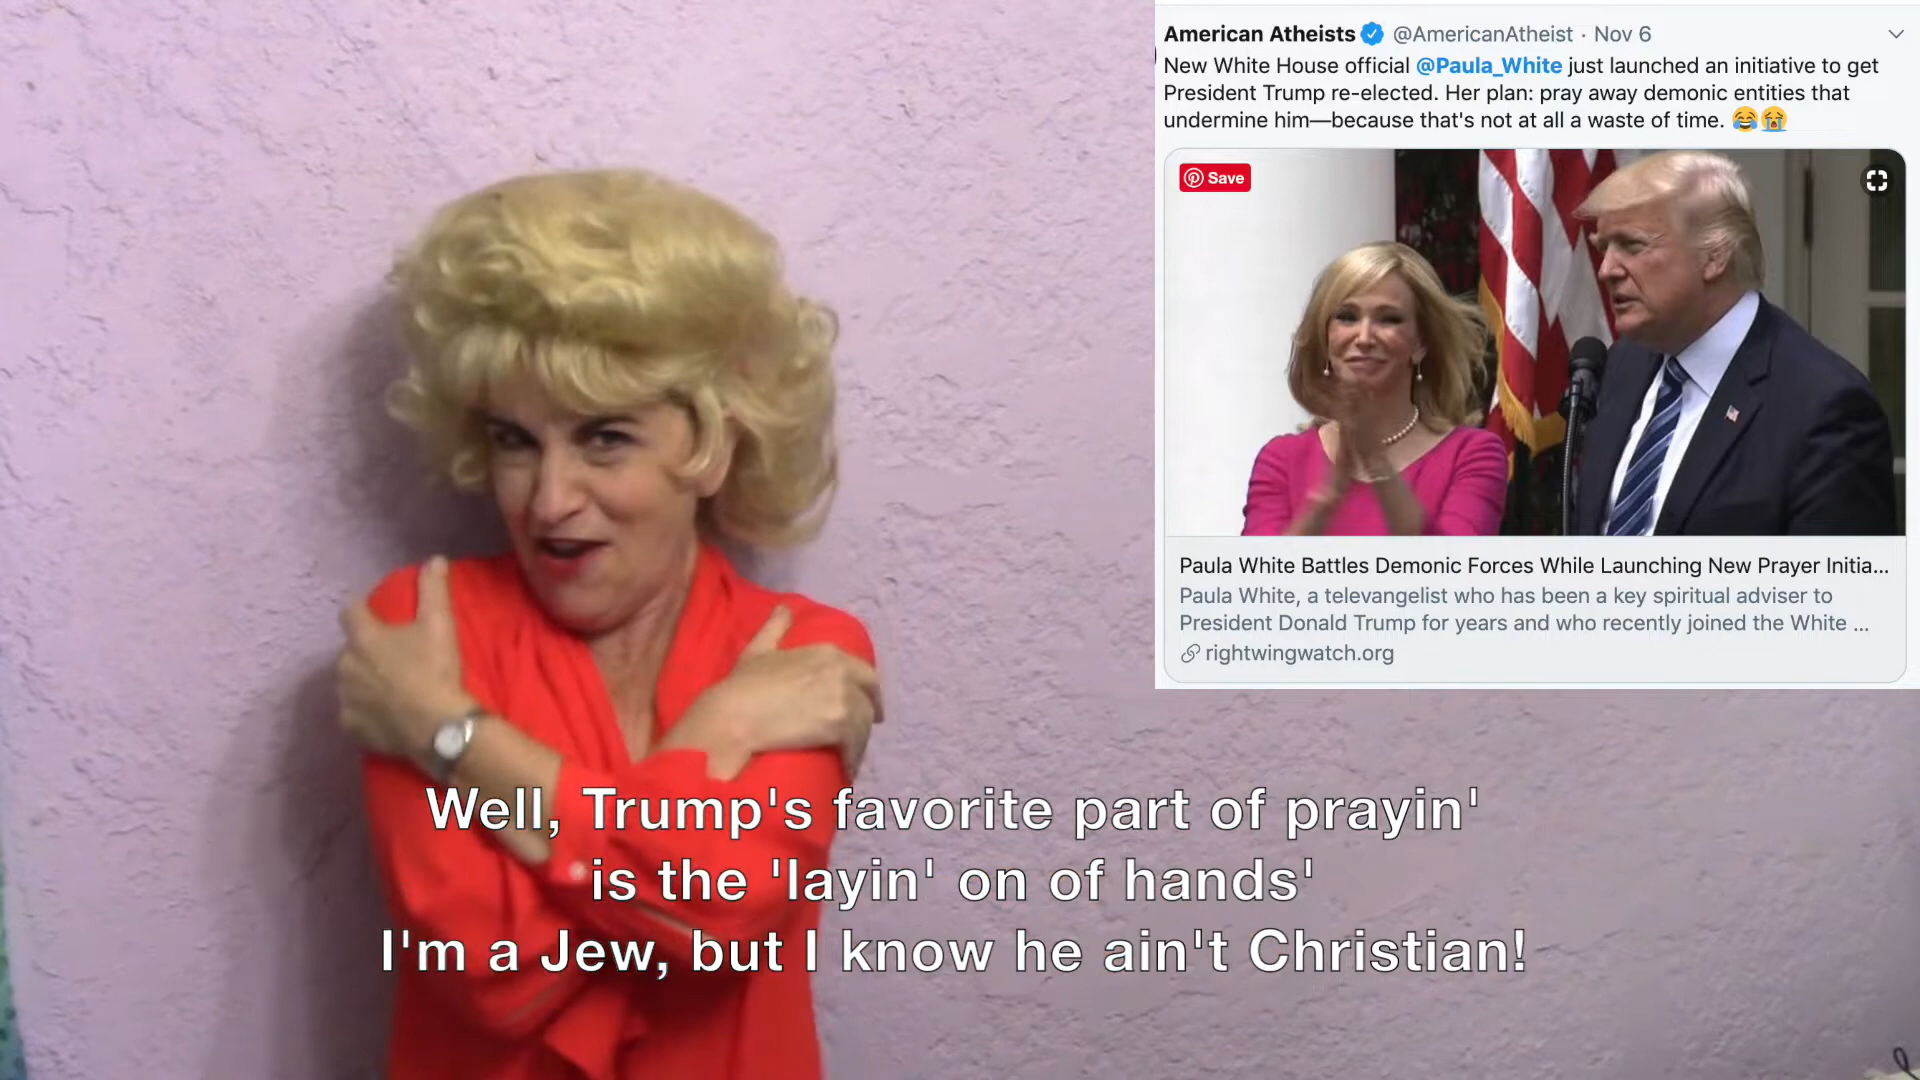 American Atheists @AmericanAtheist · Nov 6
New White House official @Paula_White just launched an initiative to get
President Trump re-elected. Her plan: pray away demonic entities that
undermine him—because that's not at all a waste of time. 😂😭
Save
Paula White Battles Demonic Forces While Launching New Prayer Initia...
Paula White, a televangelist who has been a key spiritual adviser to
President Donald Trump for years and who recently joined the White ...
rightwingwatch.org
Well, Trump's favorite part of prayin'
is the 'layin' on of hands'
I'm a Jew, but I know he ain't Christian!